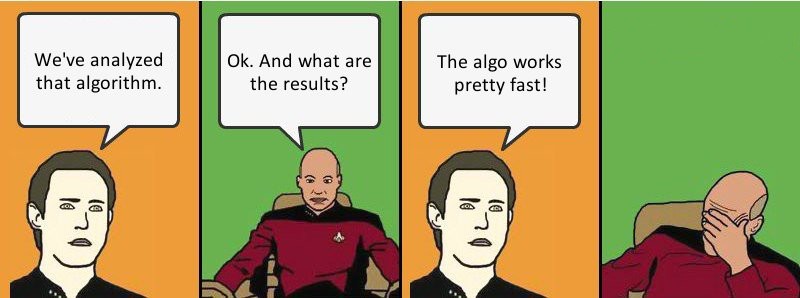 We've analyzed
that algorithm.
Ok. And what are
the results?
The algo works
pretty fast!